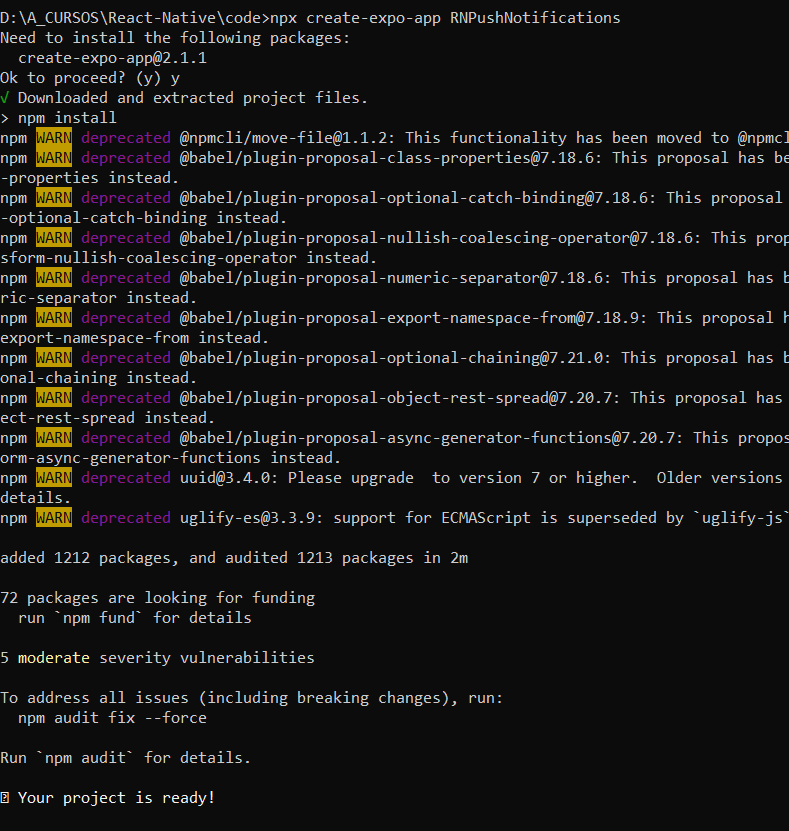 D:\A_CURSOS\React-Native\code>npx create-expo-app RNPushNotifications
Need to install the following packages:
  create-expo-app@2.1.1
Ok to proceed? (y) y
√ Downloaded and extracted project files.
> npm install
npm WARN deprecated @npmcli/move-file@1.1.2: This functionality has been moved to @npmcl
npm WARN deprecated @babel/plugin-proposal-class-properties@7.18.6: This proposal has be
-properties instead.
npm WARN deprecated @babel/plugin-proposal-optional-catch-binding@7.18.6: This proposal
-optional-catch-binding instead.
npm WARN deprecated @babel/plugin-proposal-nullish-coalescing-operator@7.18.6: This prop
sform-nullish-coalescing-operator instead.
npm WARN deprecated @babel/plugin-proposal-numeric-separator@7.18.6: This proposal has b
ric-separator instead.
npm WARN deprecated @babel/plugin-proposal-export-namespace-from@7.18.9: This proposal h
export-namespace-from instead.
npm WARN deprecated @babel/plugin-proposal-optional-chaining@7.21.0: This proposal has b
onal-chaining instead.
npm WARN deprecated @babel/plugin-proposal-object-rest-spread@7.20.7: This proposal has
ect-rest-spread instead.
npm WARN deprecated @babel/plugin-proposal-async-generator-functions@7.20.7: This propos
orm-async-generator-functions instead.
npm WARN deprecated uuid@3.4.0: Please upgrade  to version 7 or higher.  Older versions
details.
npm WARN deprecated uglify-es@3.3.9: support for ECMAScript is superseded by `uglify-js`
added 1212 packages, and audited 1213 packages in 2m
72 packages are looking for funding
  run `npm fund` for details
5 moderate severity vulnerabilities
To address all issues (including breaking changes), run:
  npm audit fix --force
Run `npm audit` for details.
Your project is ready!